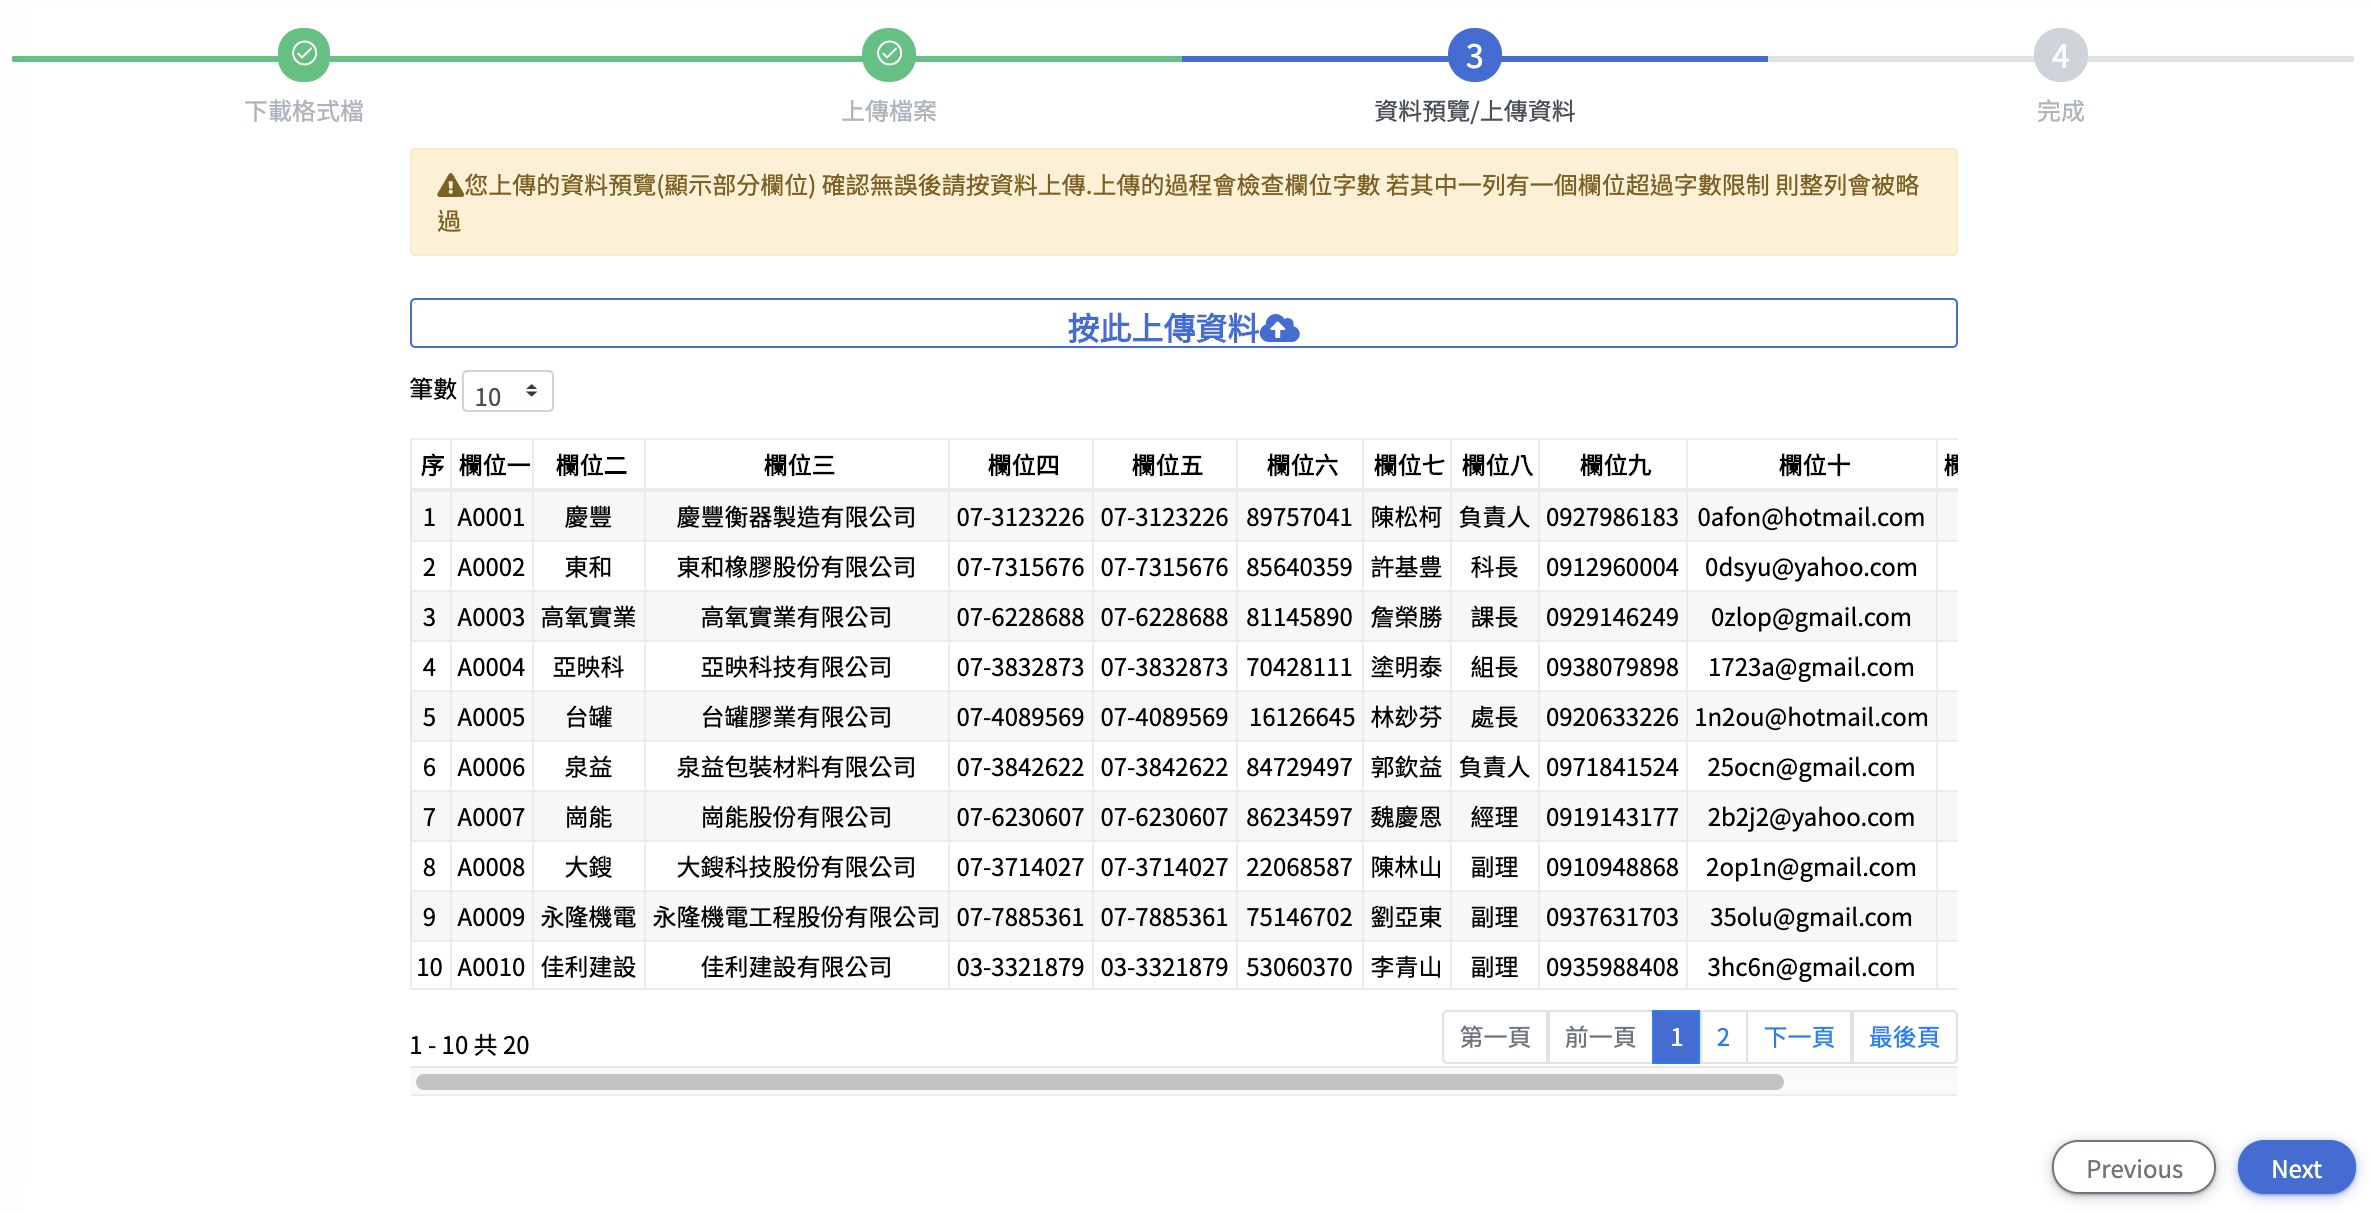 3
4
下載格式檔
上傳檔案
資料預覽/上傳資料
完成
您上傳的資料預覽(顯示部分欄位) 確認無誤後請按資料上傳.上傳的過程會檢查欄位字數 若其中一列有一個欄位超過字數限制 則整列會被略
過
按此上傳資料
筆數 10
序 欄位一 欄位二 欄位三 欄位四 欄位五 欄位六 欄位七 欄位八 欄位九 欄位十
1 A0001 慶豐 慶豐衡器製造有限公司 07-3123226 07-3123226 89757041 陳松柯 負責人 0927986183 0afon@hotmail.com
2 A0002 東和 東和橡膠股份有限公司 07-7315676 07-7315676 85640359 許基豊 科長 0912960004 0dsyu@yahoo.com
3 A0003 高氧實業 高氧實業有限公司 07-6228688 07-6228688 81145890 詹榮勝 課長 0929146249 0zlop@gmail.com
4 A0004 亞映科 亞映科技有限公司 07-3832873 07-3832873 70428111 塗明泰 組長 0938079898 1723a@gmail.com
5 A0005 台罐 台罐膠業有限公司 07-4089569 07-4089569 16126645 林玅芬 處長 0920633226 1n2ou@hotmail.com
6 A0006 泉益 泉益包裝材料有限公司 07-3842622 07-3842622 84729497 郭欽益 負責人 0971841524 25ocn@gmail.com
7 A0007 崗能 崗能股份有限公司 07-6230607 07-6230607 86234597 魏慶恩 經理 0919143177 2b2j2@yahoo.com
8 A0008 大鎪 大鎪科技股份有限公司 07-3714027 07-3714027 22068587 陳林山 副理 0910948868 2op1n@gmail.com
9 A0009 永隆機電 永隆機電工程股份有限公司 07-7885361 07-7885361 75146702 劉亞東 副理 0937631703 35olu@gmail.com
10 A0010 佳利建設 佳利建設有限公司 03-3321879 03-3321879 53060370 李青山 副理 0935988408 3hc6n@gmail.com
1 - 10 共 20
第一頁 前一頁 1 2 下一頁 最後頁
Previous Next